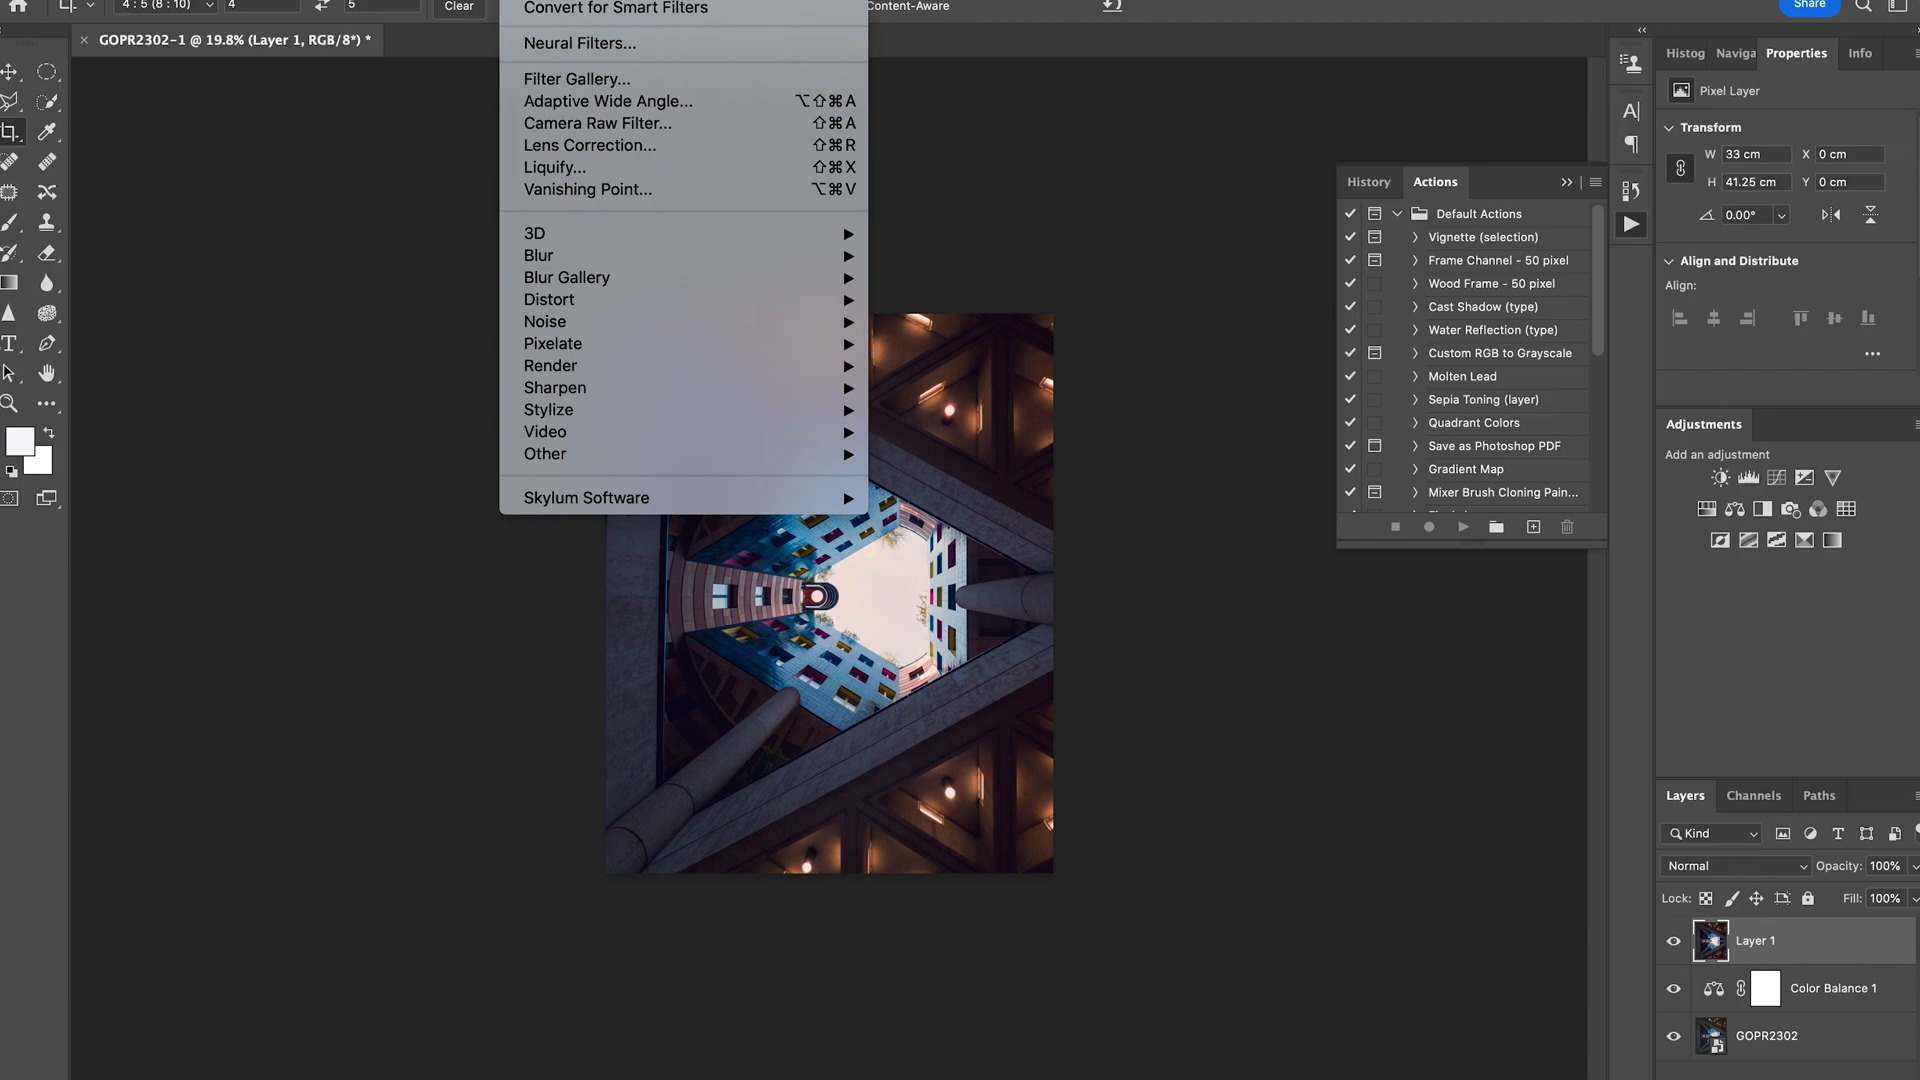 4 : 5 (8 : 10)
4
5
Clear
Content-Aware
Share
GOPR2302-1 @ 19.8% (Layer 1, RGB/8*) *
Convert for Smart Filters
Neural Filters...
Filter Gallery...
Adaptive Wide Angle... ⌥⇧⌘A
Camera Raw Filter... ⇧⌘A
Lens Correction... ⇧⌘R
Liquify... ⇧⌘X
Vanishing Point... ⌥⌘V
3D
Blur
Blur Gallery
Distort
Noise
Pixelate
Render
Sharpen
Stylize
Video
Other
Skylum Software
History
Actions
Default Actions
Vignette (selection)
Frame Channel - 50 pixel
Wood Frame - 50 pixel
Cast Shadow (type)
Water Reflection (type)
Custom RGB to Grayscale
Molten Lead
Sepia Toning (layer)
Quadrant Colors
Save as Photoshop PDF
Gradient Map
Mixer Brush Cloning Pain...
Histog
Naviga
Properties
Info
Pixel Layer
Transform
W 33 cm X 0 cm
H 41.25 cm Y 0 cm
0.00°
Align and Distribute
Align:
Adjustments
Add an adjustment
Layers
Channels
Paths
Kind
Normal
Opacity: 100%
Lock:
Fill: 100%
Layer 1
Color Balance 1
GOPR2302